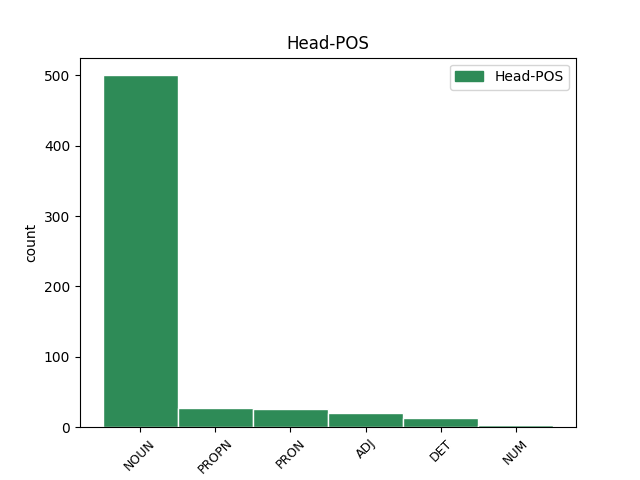 Head-POS
Head-POS
500
400
300
200
100
0
count
NOUN
PROPN
PRON
ADJ
DET
NUM